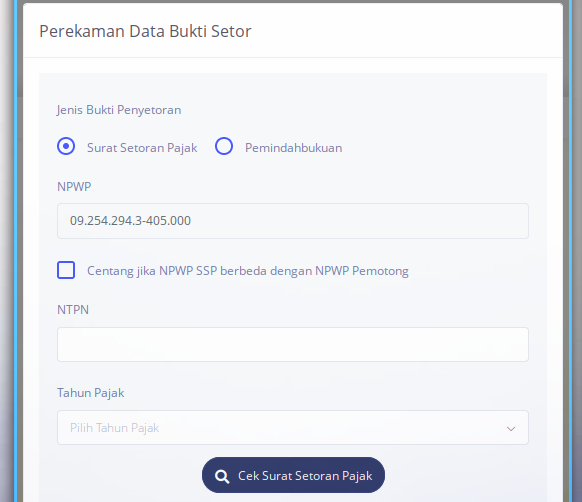 Perekaman Data Bukti Setor
Jenis Bukti Penyetoran
Surat Setoran Pajak Pemindahbukuan
NPWP
09.254.294.3-405.000
Centang jika NPWP SSP berbeda dengan NPWP Pemotong
NTPN
Tahun Pajak
Pilih Tahun Pajak
Cek Surat Setoran Pajak